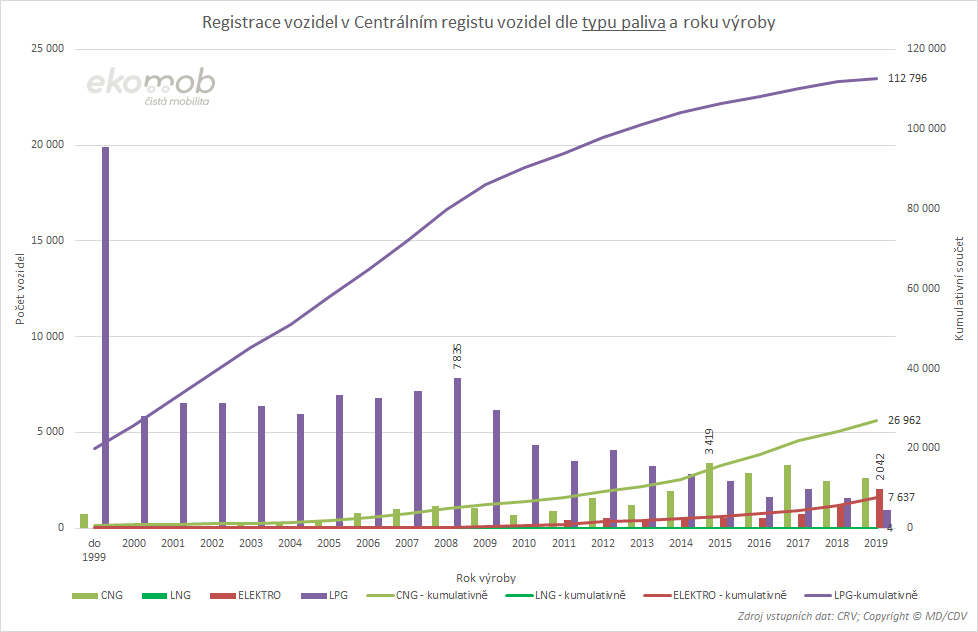 Registrace vozidel v Centrálním registu vozidel dle typu paliva a roku výroby
ekomob
čistá mobilita
25 000
20 000
15 000
10 000
5 000
0
Počet vozidel
120 000
100 000
80 000
60 000
40 000
20 000
0
Kumulativní součet
112 796
7 835
3 419
26 962
2 042
7 637
4
do 1999 2000 2001 2002 2003 2004 2005 2006 2007 2008 2009 2010 2011 2012 2013 2014 2015 2016 2017 2018 2019
Rok výroby
CNG LNG ELEKTRO LPG CNG - kumulativně LNG - kumulativně ELEKTRO - kumulativně LPG-kumulativně
Zdroj vstupních dat: CRV; Copyright © MD/CDV